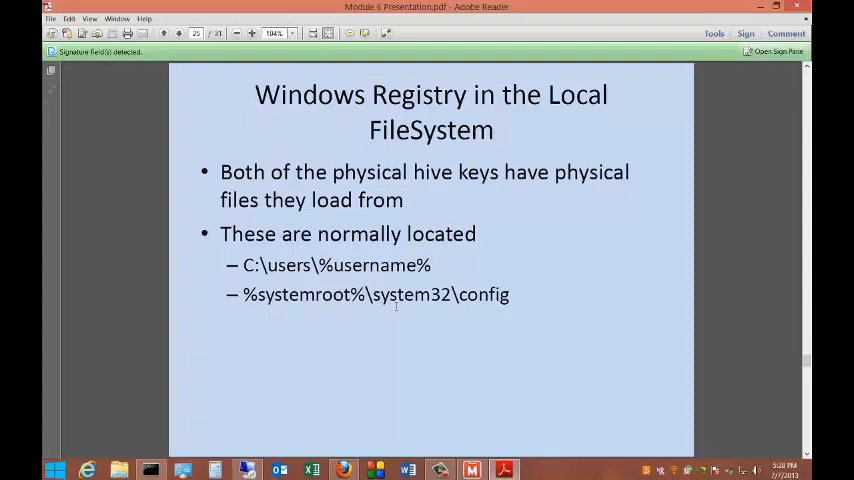 Module 6 Presentation.pdf - Adobe Reader
File Edit View Window Help
25 / 31 104% Tools Sign Comment
Signature field(s) detected. Open Sign Pane
Windows Registry in the Local
FileSystem
• Both of the physical hive keys have physical
files they load from
• These are normally located
– C:\users\%username%
– %systemroot%\system32\config
5:28 PM
7/7/2013